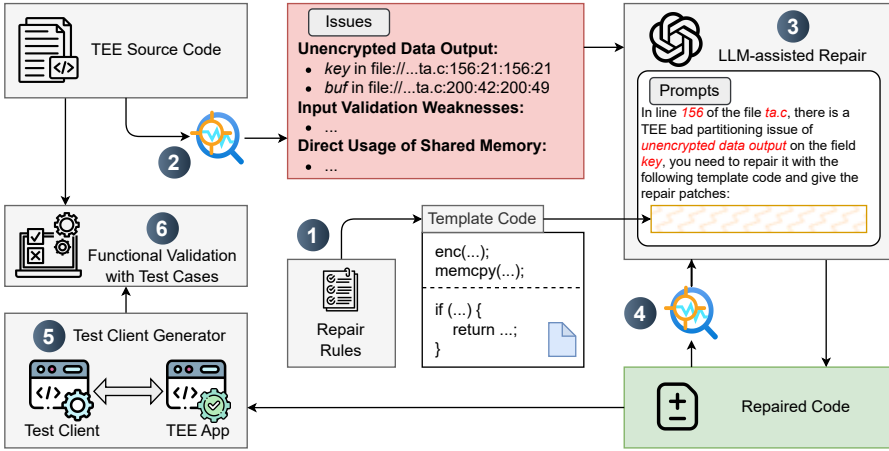 TEE Source Code
</>
2
Issues
Unencrypted Data Output:
• key in file://...ta.c:156:21:156:21
• buf in file://...ta.c:200:42:200:49
Input Validation Weaknesses:
• ...
Direct Usage of Shared Memory:
• ...
3
LLM-assisted Repair
Prompts
In line 156 of the file ta.c, there is a
TEE bad partitioning issue of
unencrypted data output on the field
key, you need to repair it with the
following template code and give the
repair patches:
1
Repair
Rules
Template Code
enc(...);
memcpy(...);
if (...) {
return ...;
}
6
Functional Validation
with Test Cases
5
Test Client Generator
</>
Test Client
</>
TEE App
4
Repaired Code